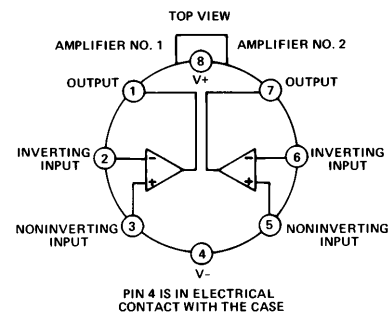 TOP VIEW
AMPLIFIER NO. 1
AMPLIFIER NO. 2
8
V+
OUTPUT
1
7
OUTPUT
INVERTING
INPUT
2
−
−
6
INVERTING
INPUT
+
+
3
5
NONINVERTING
INPUT
NONINVERTING
INPUT
4
V−
PIN 4 IS IN ELECTRICAL
CONTACT WITH THE CASE